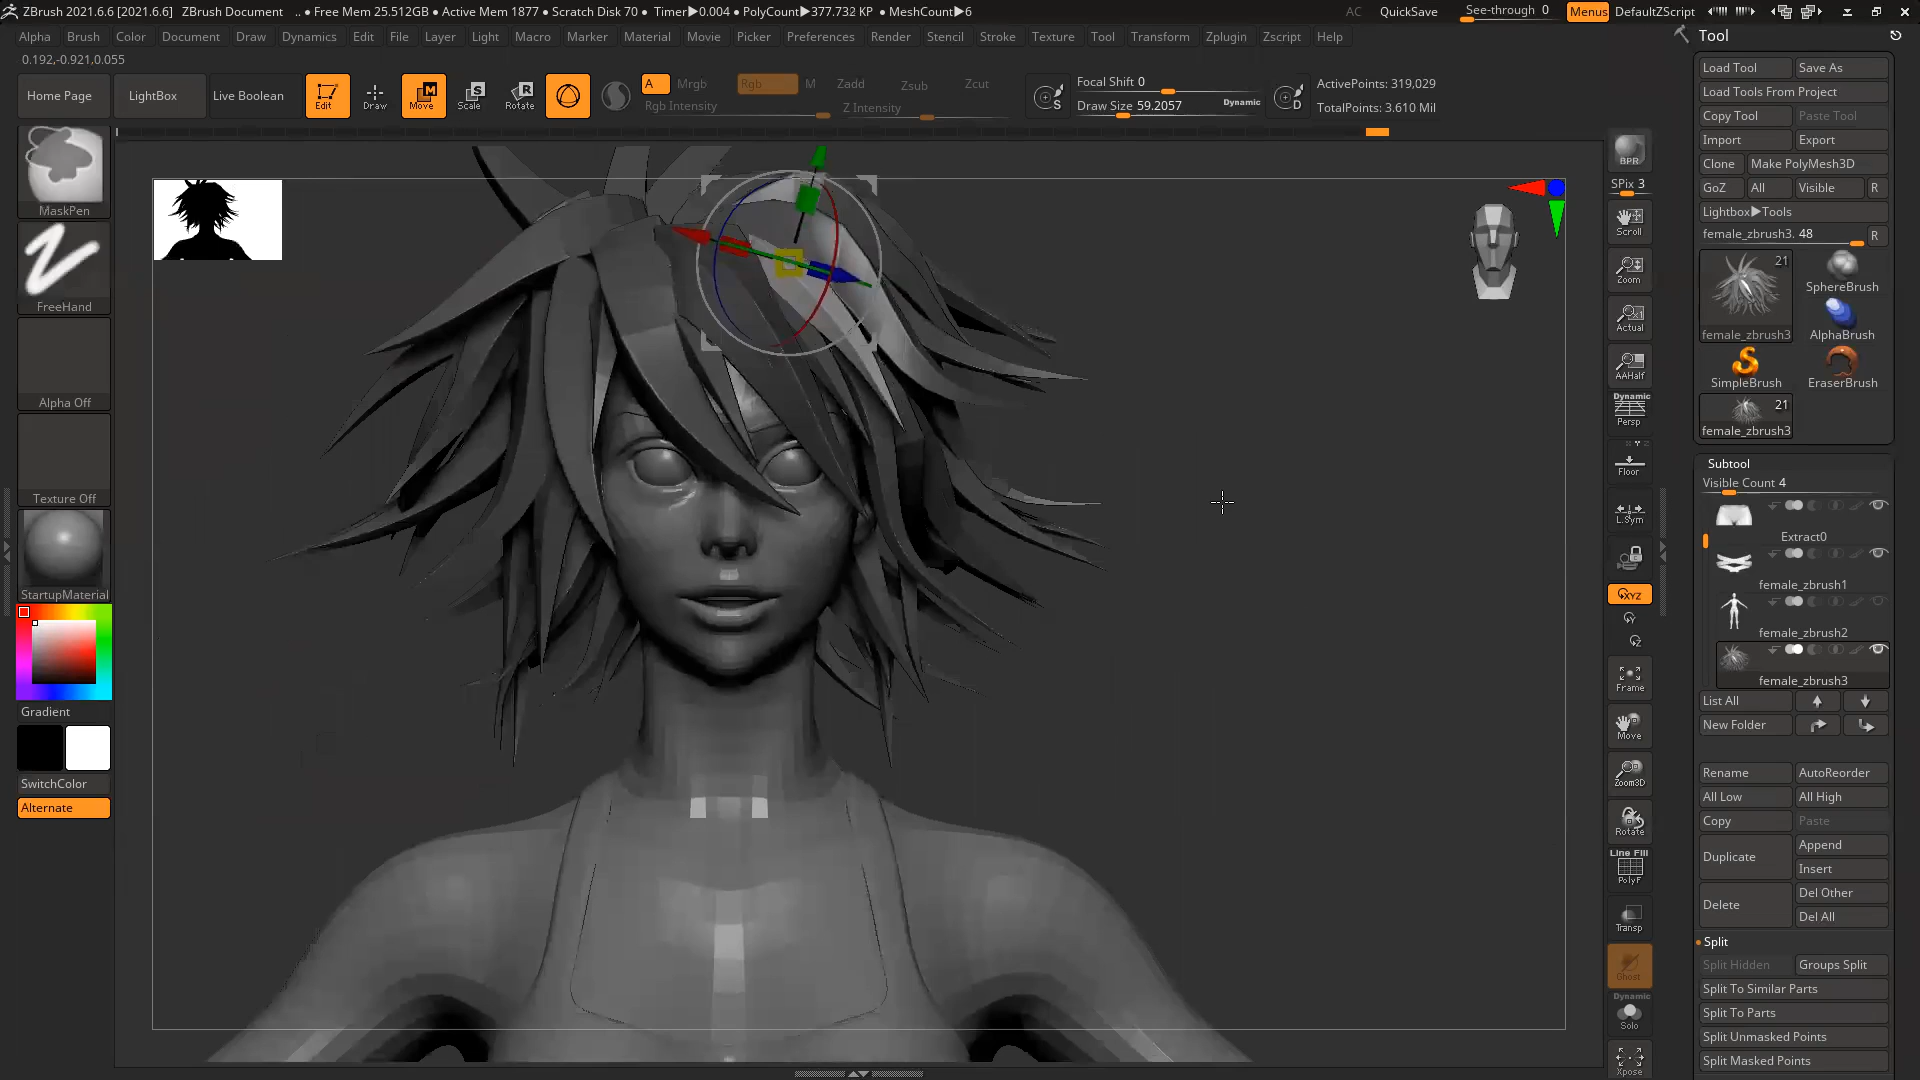 ZBrush 2021.6.6 [2021.6.6] ZBrush Document .. ● Free Mem 25.512GB ● Active Mem 1877 ● Scratch Disk 70 ● Timer▶0.004 ● PolyCount▶377.732 KP ● MeshCount▶6 AC QuickSave See-through 0 Menus DefaultZScript
Alpha Brush Color Document Draw Dynamics Edit File Layer Light Macro Marker Material Movie Picker Preferences Render Stencil Stroke Texture Tool Transform Zplugin Zscript Help
0.192,-0.921,0.055
Home Page LightBox Live Boolean Edit Draw Move Scale Rotate
A Mrgb Rgb M Zadd Zsub Zcut
Rgb Intensity Z Intensity
S Focal Shift 0
Draw Size 59.2057 Dynamic D
ActivePoints: 319,029
TotalPoints: 3.610 Mil
MaskPen
FreeHand
Alpha Off
Texture Off
StartupMaterial
Gradient
SwitchColor
Alternate
BPR
SPix 3
Scroll
Zoom
Actual
AAHalf
Dynamic
Persp
Floor
L.Sym
XYZ
Y
Z
Frame
Move
Zoom3D
Rotate
Line Fill
PolyF
Transp
Ghost
Dynamic
Solo
Xpose
Tool
Load Tool Save As
Load Tools From Project
Copy Tool Paste Tool
Import Export
Clone Make PolyMesh3D
GoZ All Visible R
Lightbox▶Tools
female_zbrush3. 48 R
21
SphereBrush
female_zbrush3 AlphaBrush
SimpleBrush EraserBrush
21
female_zbrush3
Subtool
Visible Count 4
Extract0
female_zbrush1
female_zbrush2
female_zbrush3
List All
New Folder
Rename AutoReorder
All Low All High
Copy Paste
Duplicate Append
Insert
Delete Del Other
Del All
Split
Split Hidden Groups Split
Split To Similar Parts
Split To Parts
Split Unmasked Points
Split Masked Points